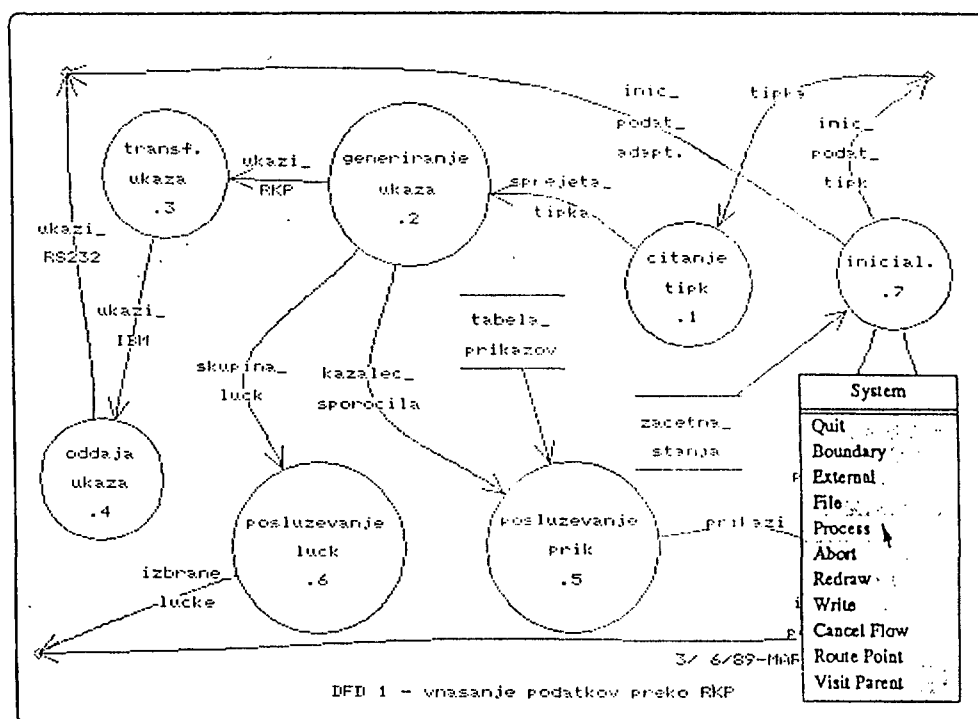 inic_
podat_
adapt.
tipka
inic_
podat_
tipk
transf.
ukaza
.3
ukazi_
RKP
generiranje
ukaza
.2
sprejeta_
tipka
citanje
tipk
.1
inicial.
.7
ukazi_
RS232
ukazi_
IBM
tabela_
prikazov
skupina_
luck
kazalec_
sporocila
zacetna_
stanja
oddaja
ukaza
.4
posluzevanje
luck
.6
posluzevanje
prik
.5
prikazi
izbrane_
lucke
System
Quit
Boundary
External
File
Process
Abort
Redraw
Write
Cancel Flow
Route Point
Visit Parent
3/ 6/89-MAR
DFD 1 - vnasanje podatkov preko RKP